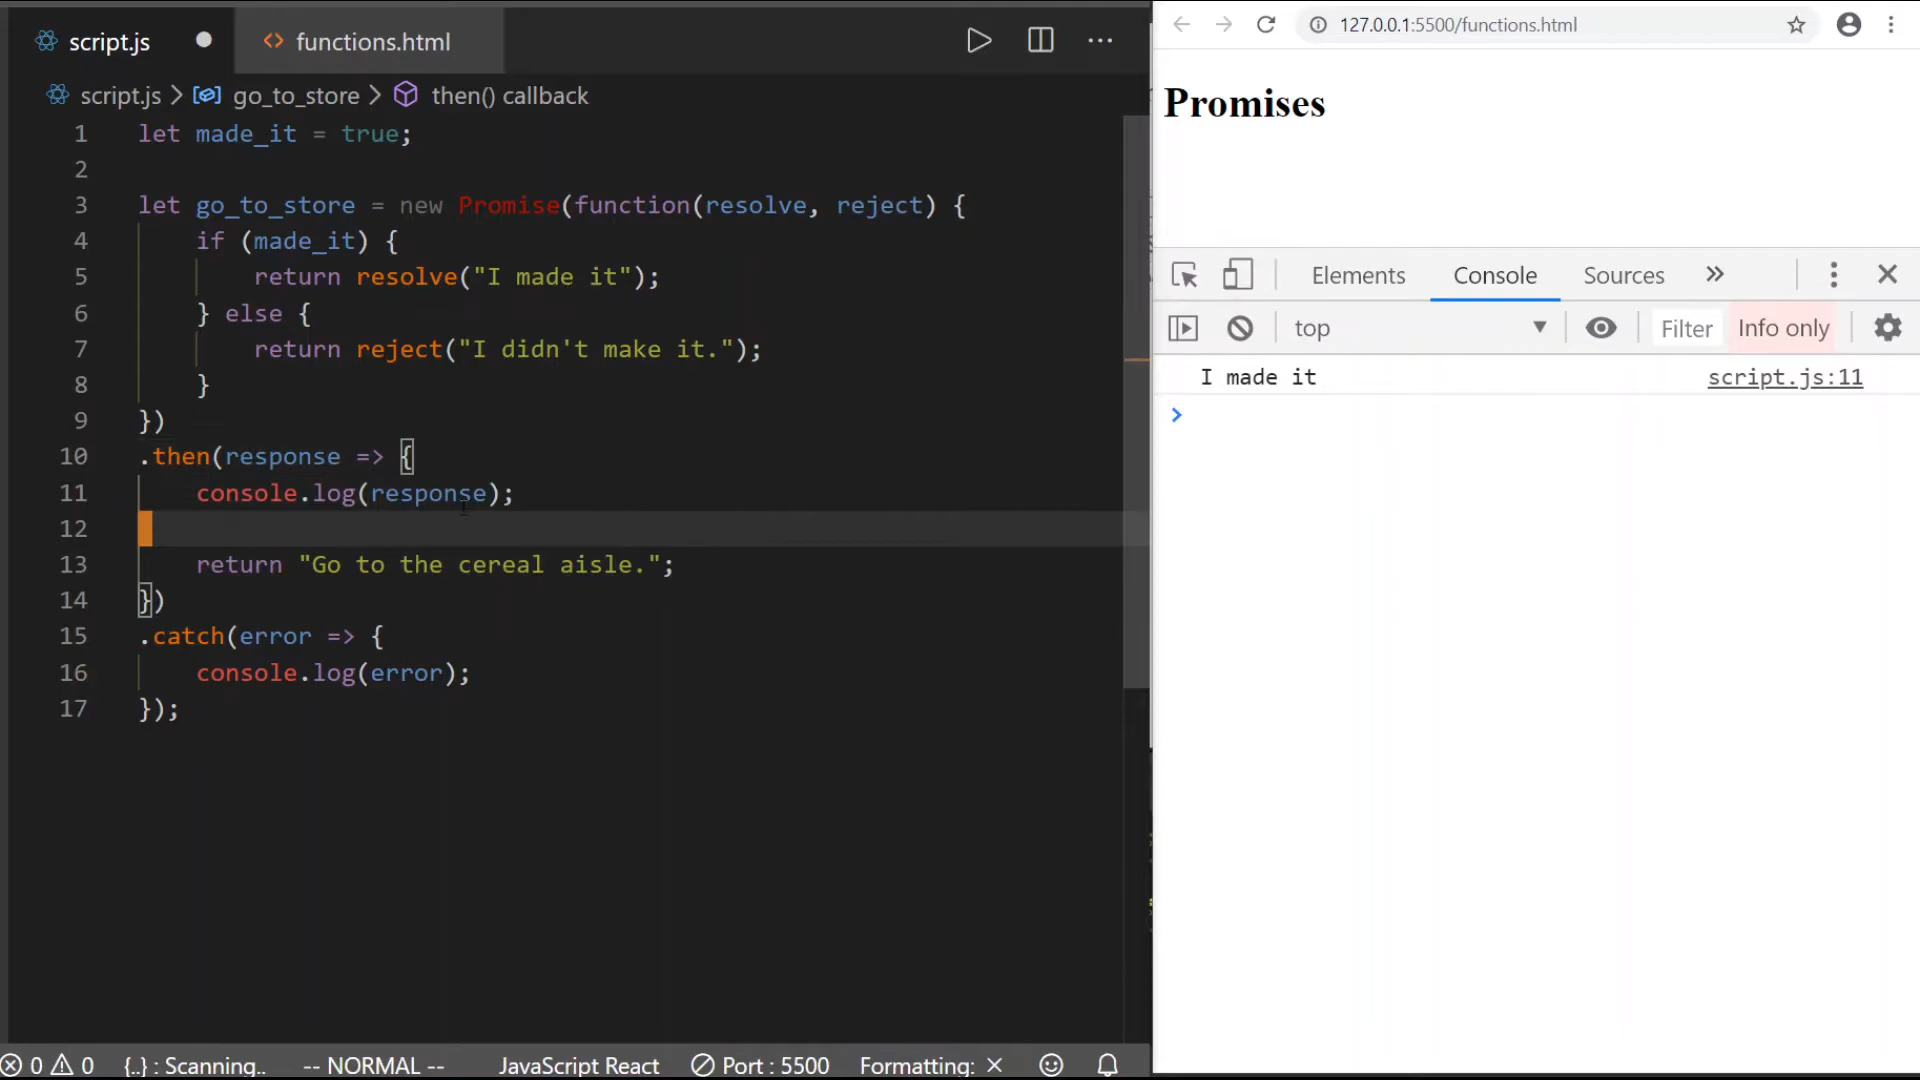 script.js functions.html
script.js > go_to_store > then() callback
1 let made_it = true;
2
3 let go_to_store = new Promise(function(resolve, reject) {
4 if (made_it) {
5 return resolve("I made it");
6 } else {
7 return reject("I didn't make it.");
8 }
9 })
10 .then(response => {
11 console.log(response);
12
13 return "Go to the cereal aisle.";
14 })
15 .catch(error => {
16 console.log(error);
17 });
0 0 {..} : Scanning.. -- NORMAL -- JavaScript React Port : 5500 Formatting: ×
127.0.0.1:5500/functions.html
Promises
Elements Console Sources »
top Filter Info only
I made it script.js:11
>